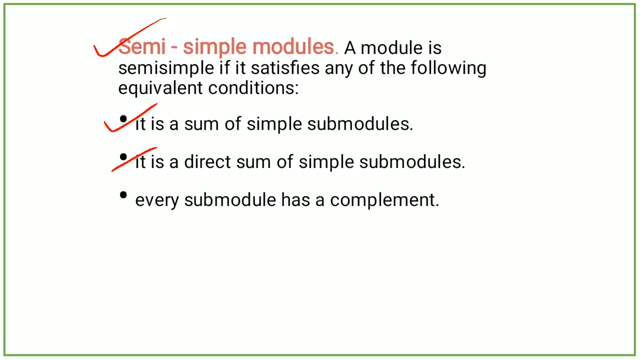 Semi - simple modules. A module is
semisimple if it satisfies any of the following
equivalent conditions:
• it is a sum of simple submodules.
• it is a direct sum of simple submodules.
• every submodule has a complement.